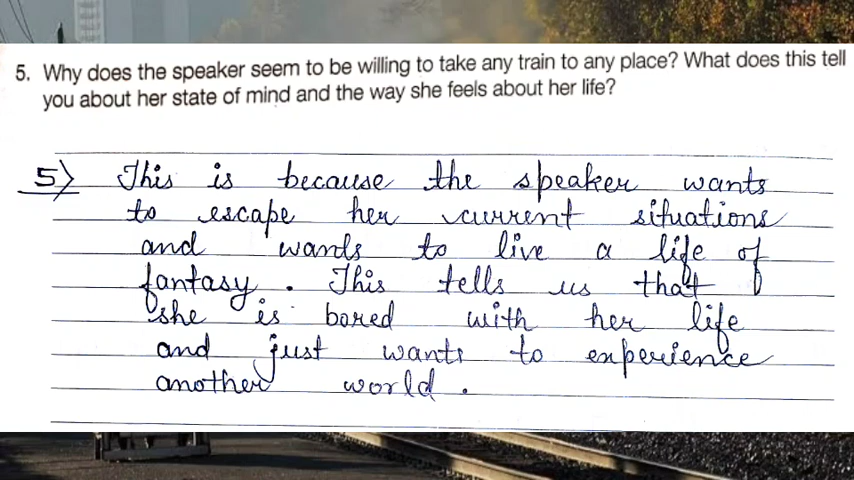 5. Why does the speaker seem to be willing to take any train to any place? What does this tell
you about her state of mind and the way she feels about her life?
5) This is because the speaker wants
to escape her current situations
and wants to live a life of
fantasy. This tells us that
she is bored with her life
and just wants to experience
another world.